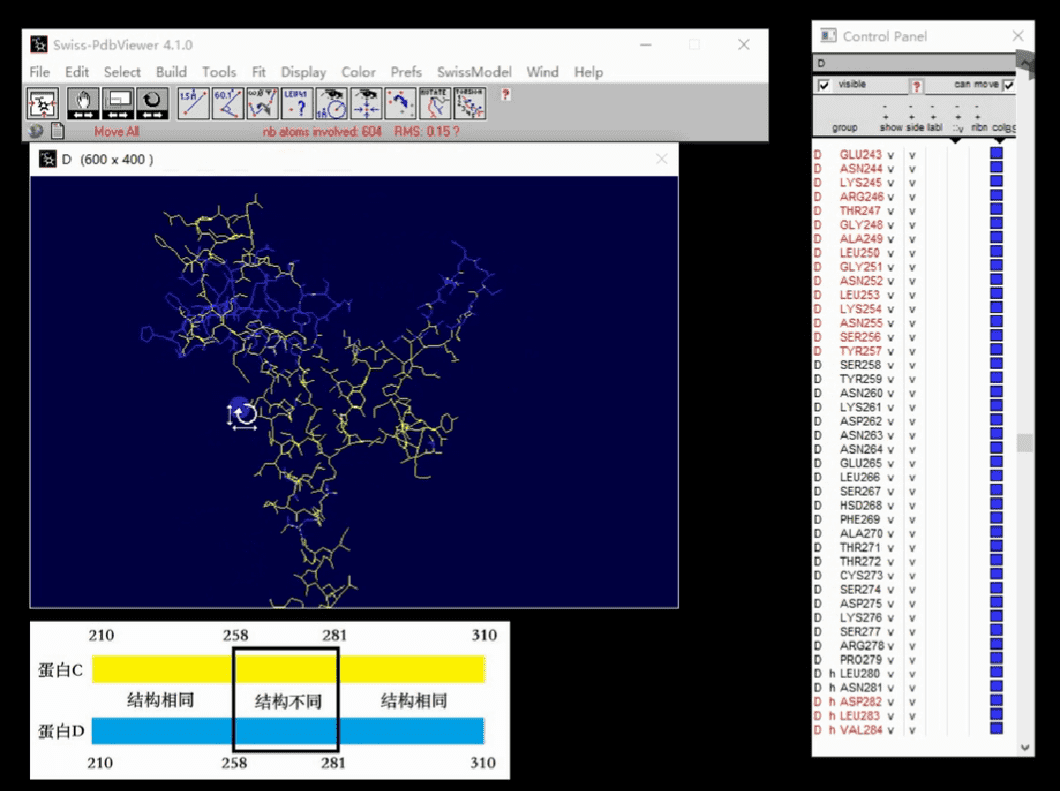 Swiss-PdbViewer 4.1.0
File Edit Select Build Tools Fit Display Color Prefs SwissModel Wind Help
Move All nb atoms involved: 604 RMS: 0.15 ?
D (600 x 400 )
210 258 281 310
蛋白C
结构相同 结构不同 结构相同
蛋白D
210 258 281 310
Control Panel
D
visible ? can move
group show side labl ribn
D GLU243 v v
D ASN244 v v
D LYS245 v v
D ARG246 v v
D THR247 v v
D GLY248 v v
D ALA249 v v
D LEU250 v v
D GLY251 v v
D ASN252 v v
D LEU253 v v
D LYS254 v v
D ASN255 v v
D SER256 v v
D TYR257 v v
D SER258 v v
D TYR259 v v
D ASN260 v v
D LYS261 v v
D ASP262 v v
D ASN263 v v
D ASN264 v v
D GLU265 v v
D LEU266 v v
D SER267 v v
D HSD268 v v
D PHE269 v v
D ALA270 v v
D THR271 v v
D THR272 v v
D CYS273 v v
D SER274 v v
D ASP275 v v
D LYS276 v v
D SER277 v v
D ARG278 v v
D PRO279 v v
D h LEU280 v v
D h ASN281 v v
D h ASP282 v v
D h LEU283 v v
D h VAL284 v v